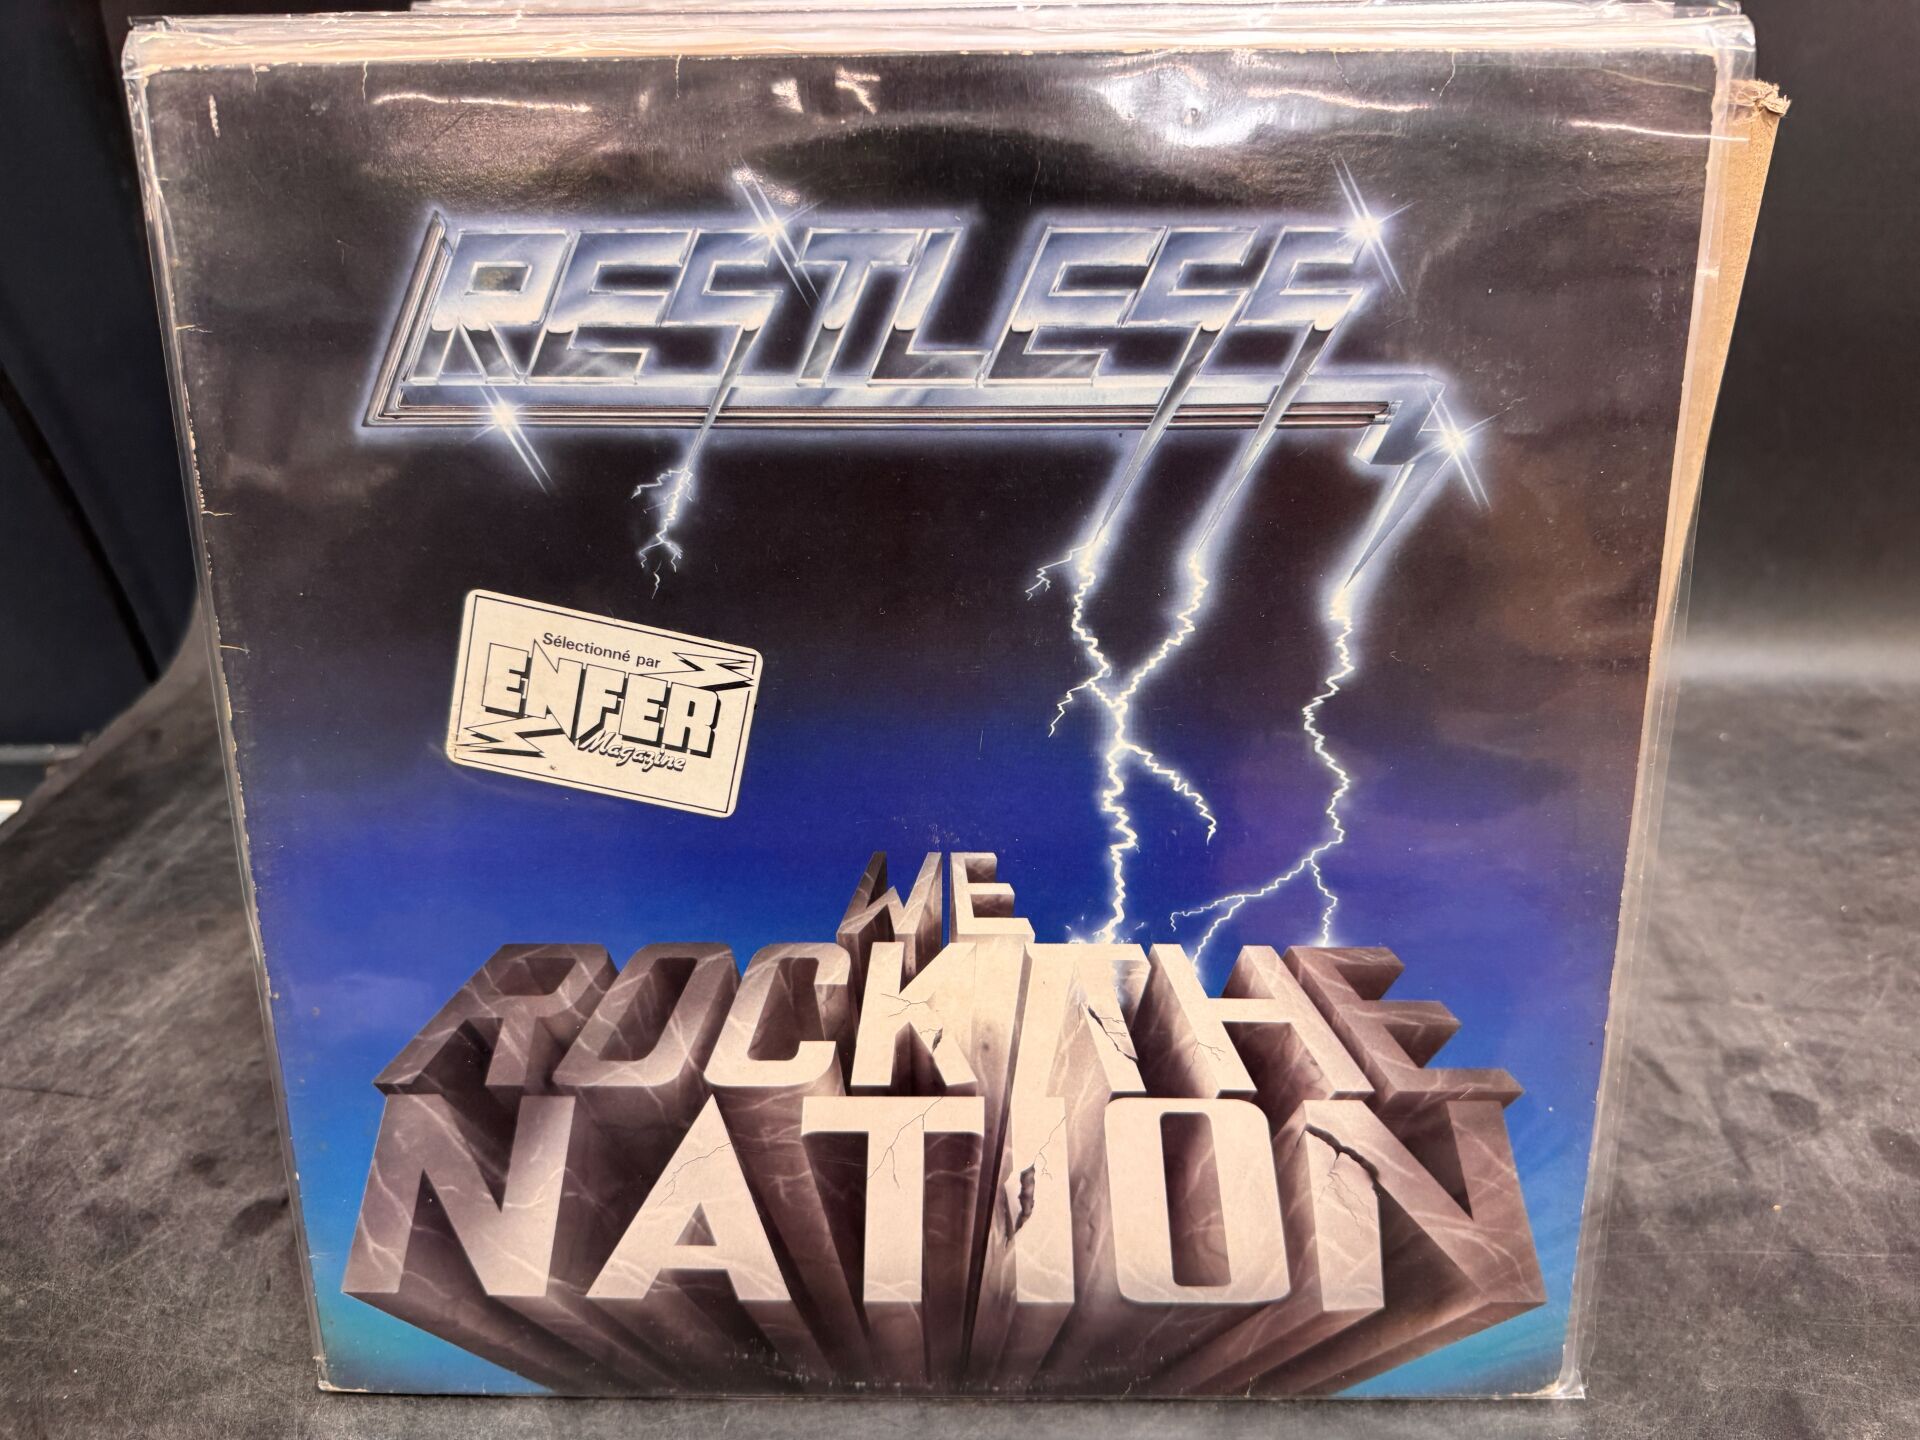 RESTLESS
Sélectionné par
ENFER
Magazine
WE
ROCK THE
NATION